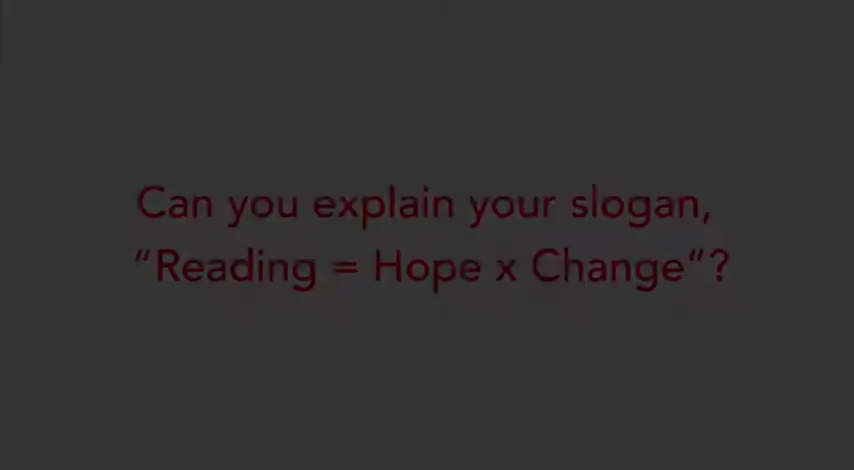 Can you explain your slogan,
“Reading = Hope x Change”?